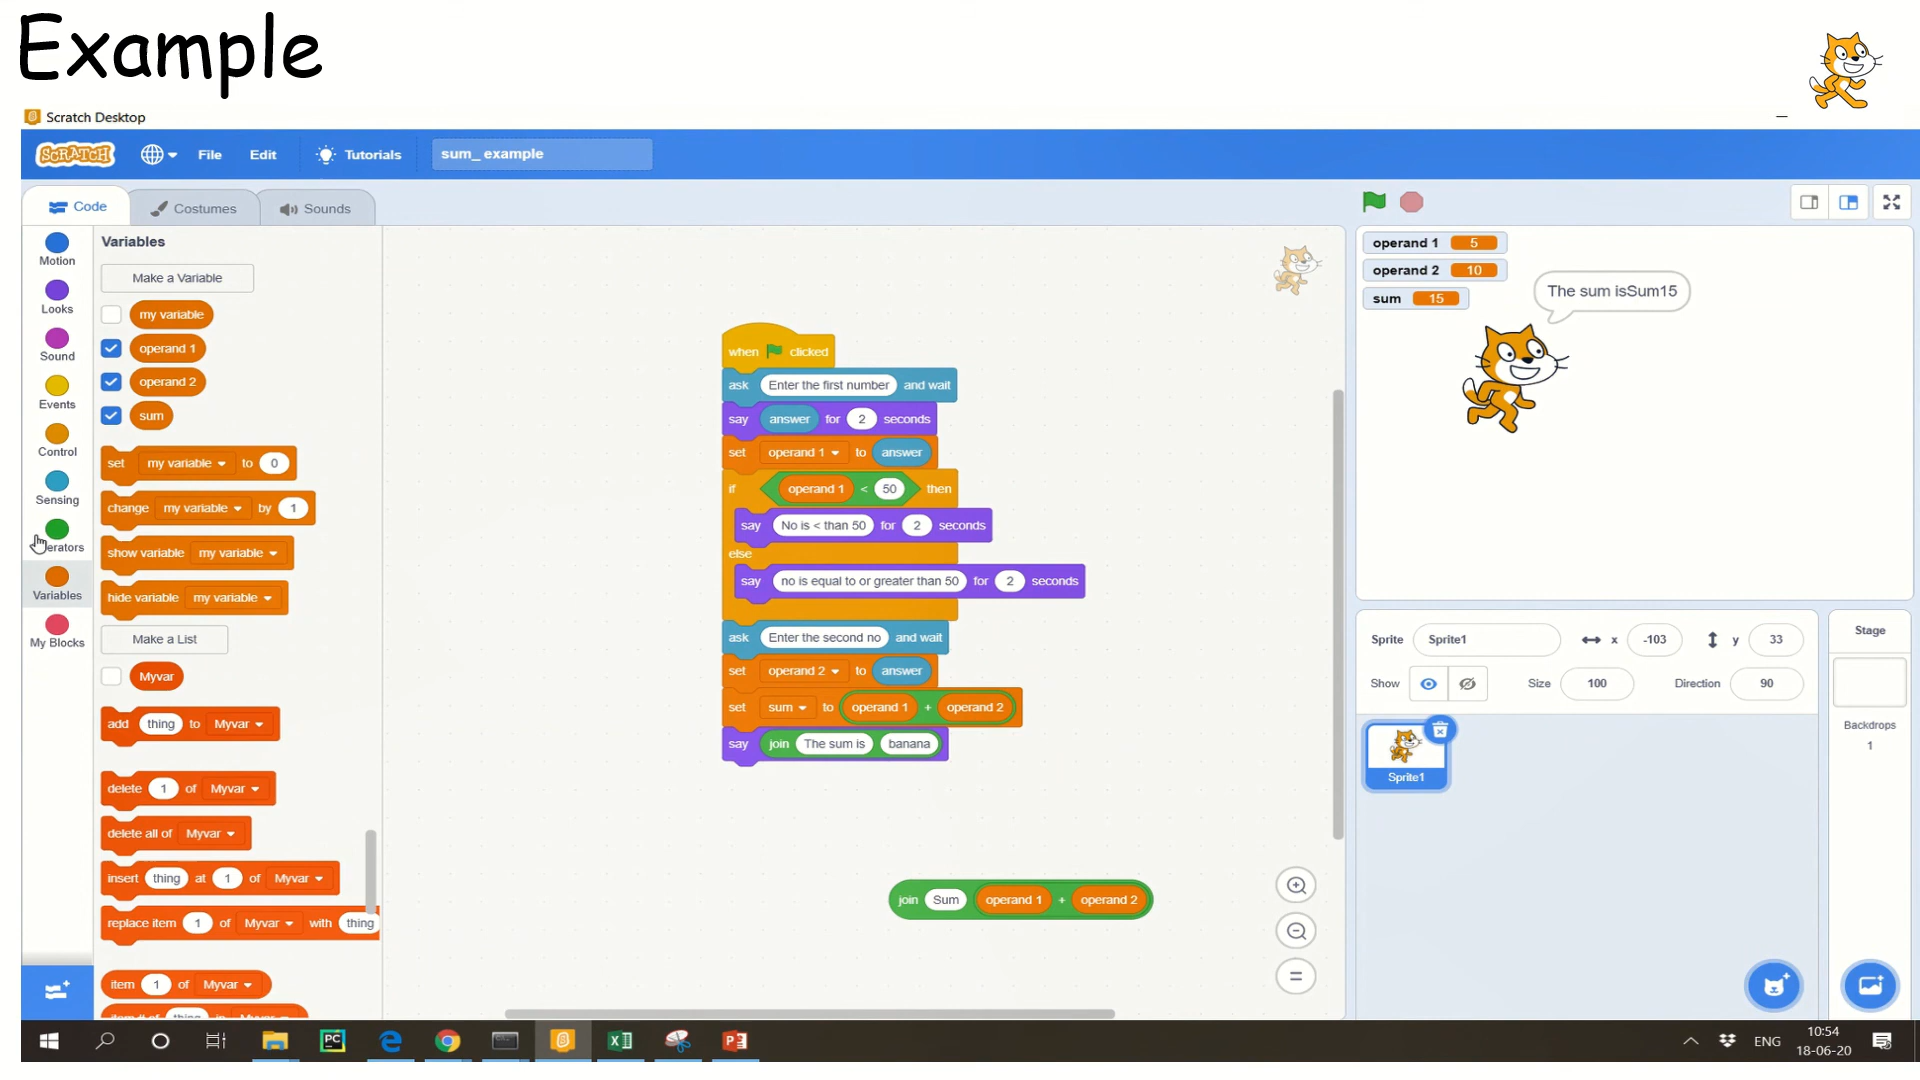 Example
Scratch Desktop
SCRATCH
File
Edit
Tutorials
sum_ example
Code
Costumes
Sounds
Motion
Looks
Sound
Events
Control
Sensing
erators
Variables
My Blocks
Variables
Make a Variable
my variable
operand 1
operand 2
sum
set my variable to 0
change my variable by 1
show variable my variable
hide variable my variable
Make a List
Myvar
add thing to Myvar
delete 1 of Myvar
delete all of Myvar
insert thing at 1 of Myvar
replace item 1 of Myvar with thing
item 1 of Myvar
when clicked
ask Enter the first number and wait
say answer for 2 seconds
set operand 1 to answer
if operand 1 < 50 then
say No is < than 50 for 2 seconds
else
say no is equal to or greater than 50 for 2 seconds
ask Enter the second no and wait
set operand 2 to answer
set sum to operand 1 + operand 2
say join The sum is banana
join Sum operand 1 + operand 2
operand 1 5
operand 2 10
sum 15
The sum isSum15
Sprite Sprite1 x -103 y 33
Show Size 100 Direction 90
Sprite1
Stage
Backdrops
1
PC
ENG
10:54
18-06-20